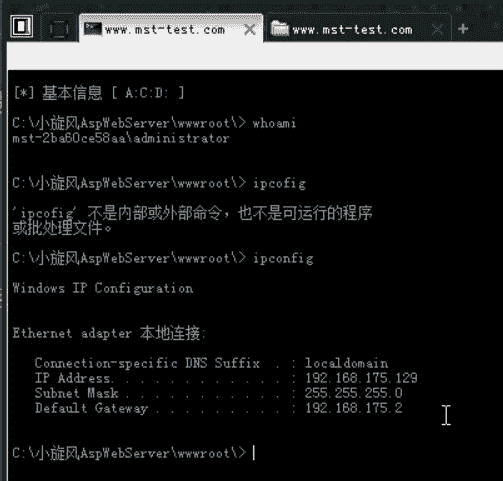 www.mst-test.com www.mst-test.com
[*] 基本信息 [ A:C:D: ]
C:\小旋风AspWebServer\wwwroot\> whoami
mst-2ba60ce58aa\administrator
C:\小旋风AspWebServer\wwwroot\> ipcofig
'ipcofig' 不是内部或外部命令，也不是可运行的程序
或批处理文件。
C:\小旋风AspWebServer\wwwroot\> ipconfig
Windows IP Configuration
Ethernet adapter 本地连接:
Connection-specific DNS Suffix . : localdomain
IP Address. . . . . . . . . . . . : 192.168.175.129
Subnet Mask . . . . . . . . . . . : 255.255.255.0
Default Gateway . . . . . . . . . : 192.168.175.2
C:\小旋风AspWebServer\wwwroot\>